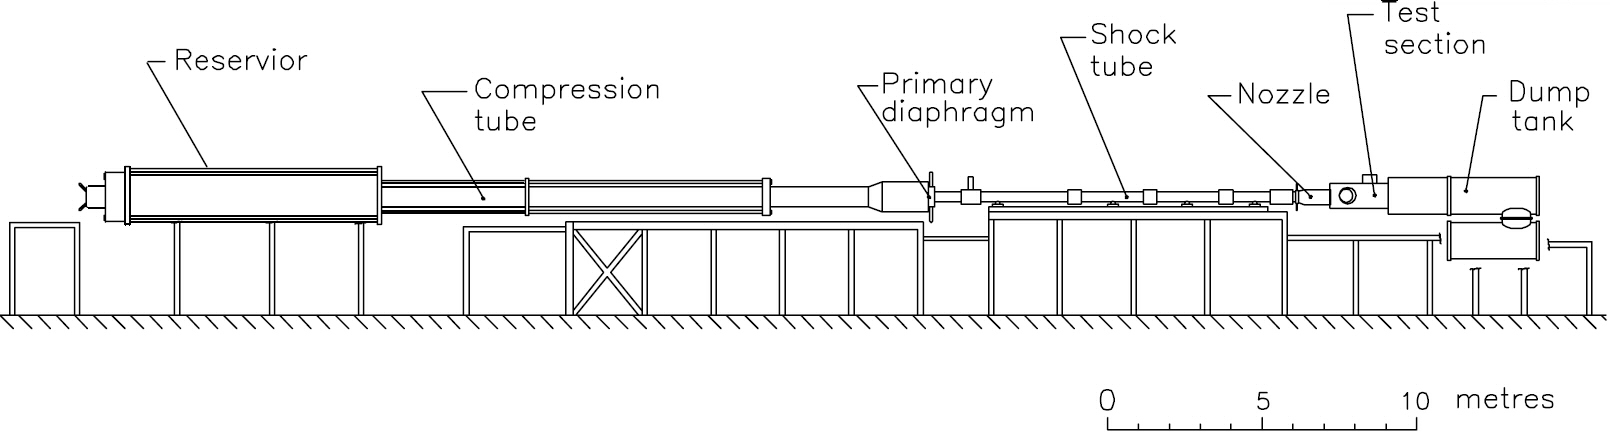 Reservior
Compression
tube
Primary
diaphragm
Shock
tube
Nozzle
Test
section
Dump
tank
0 5 10 metres